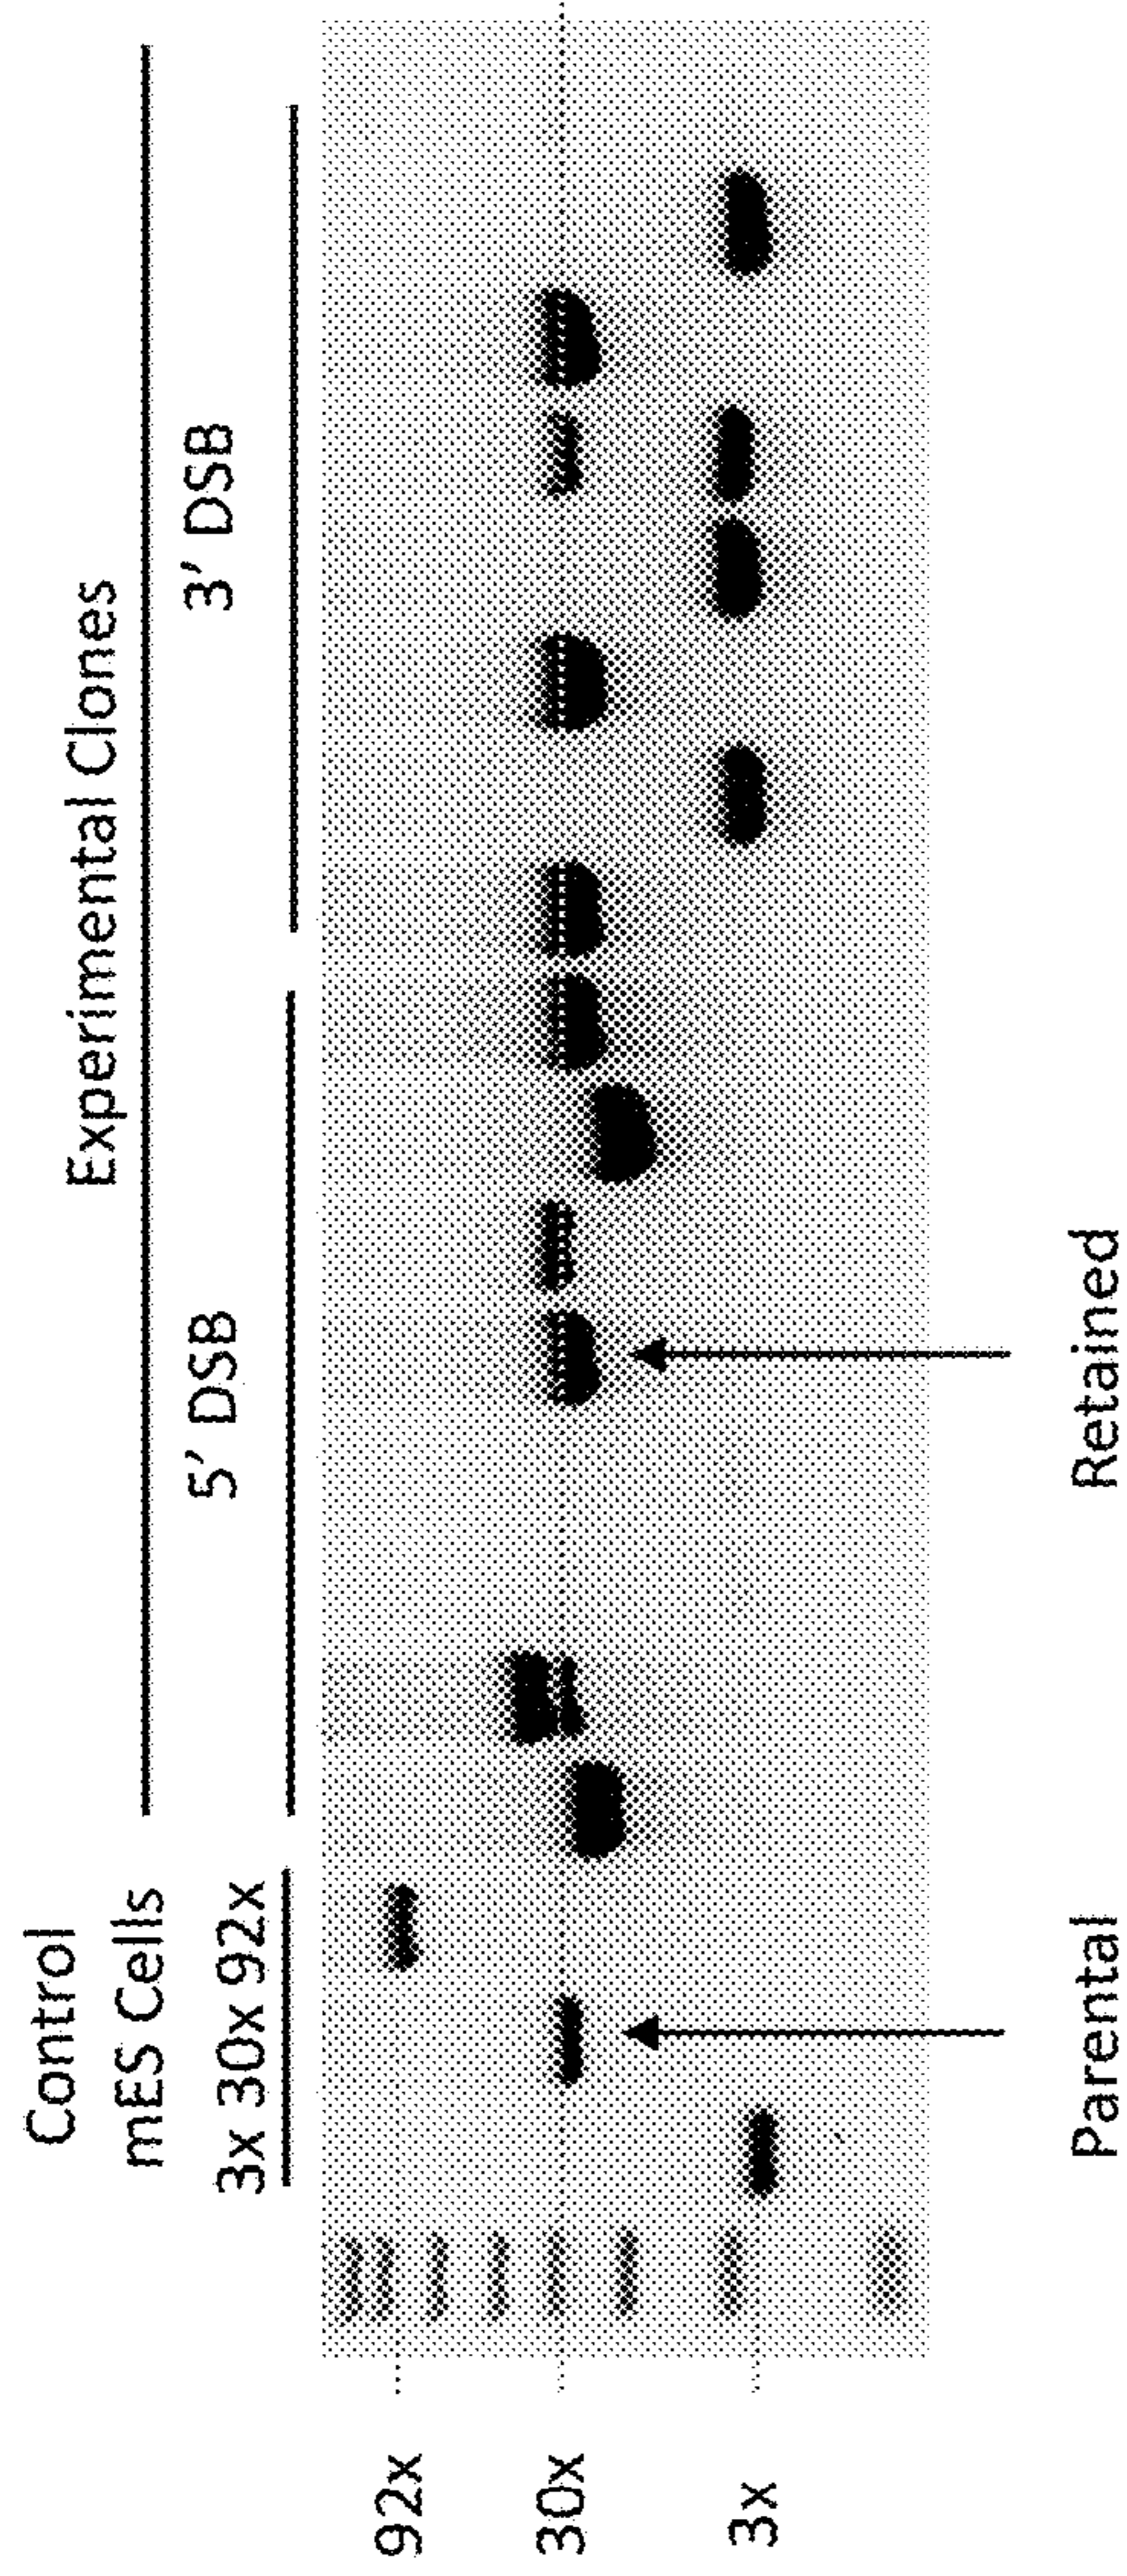 Control
mES Cells
3x 30x 92x
Experimental Clones
5' DSB
3' DSB
92x
30x
3x
Parental
Retained